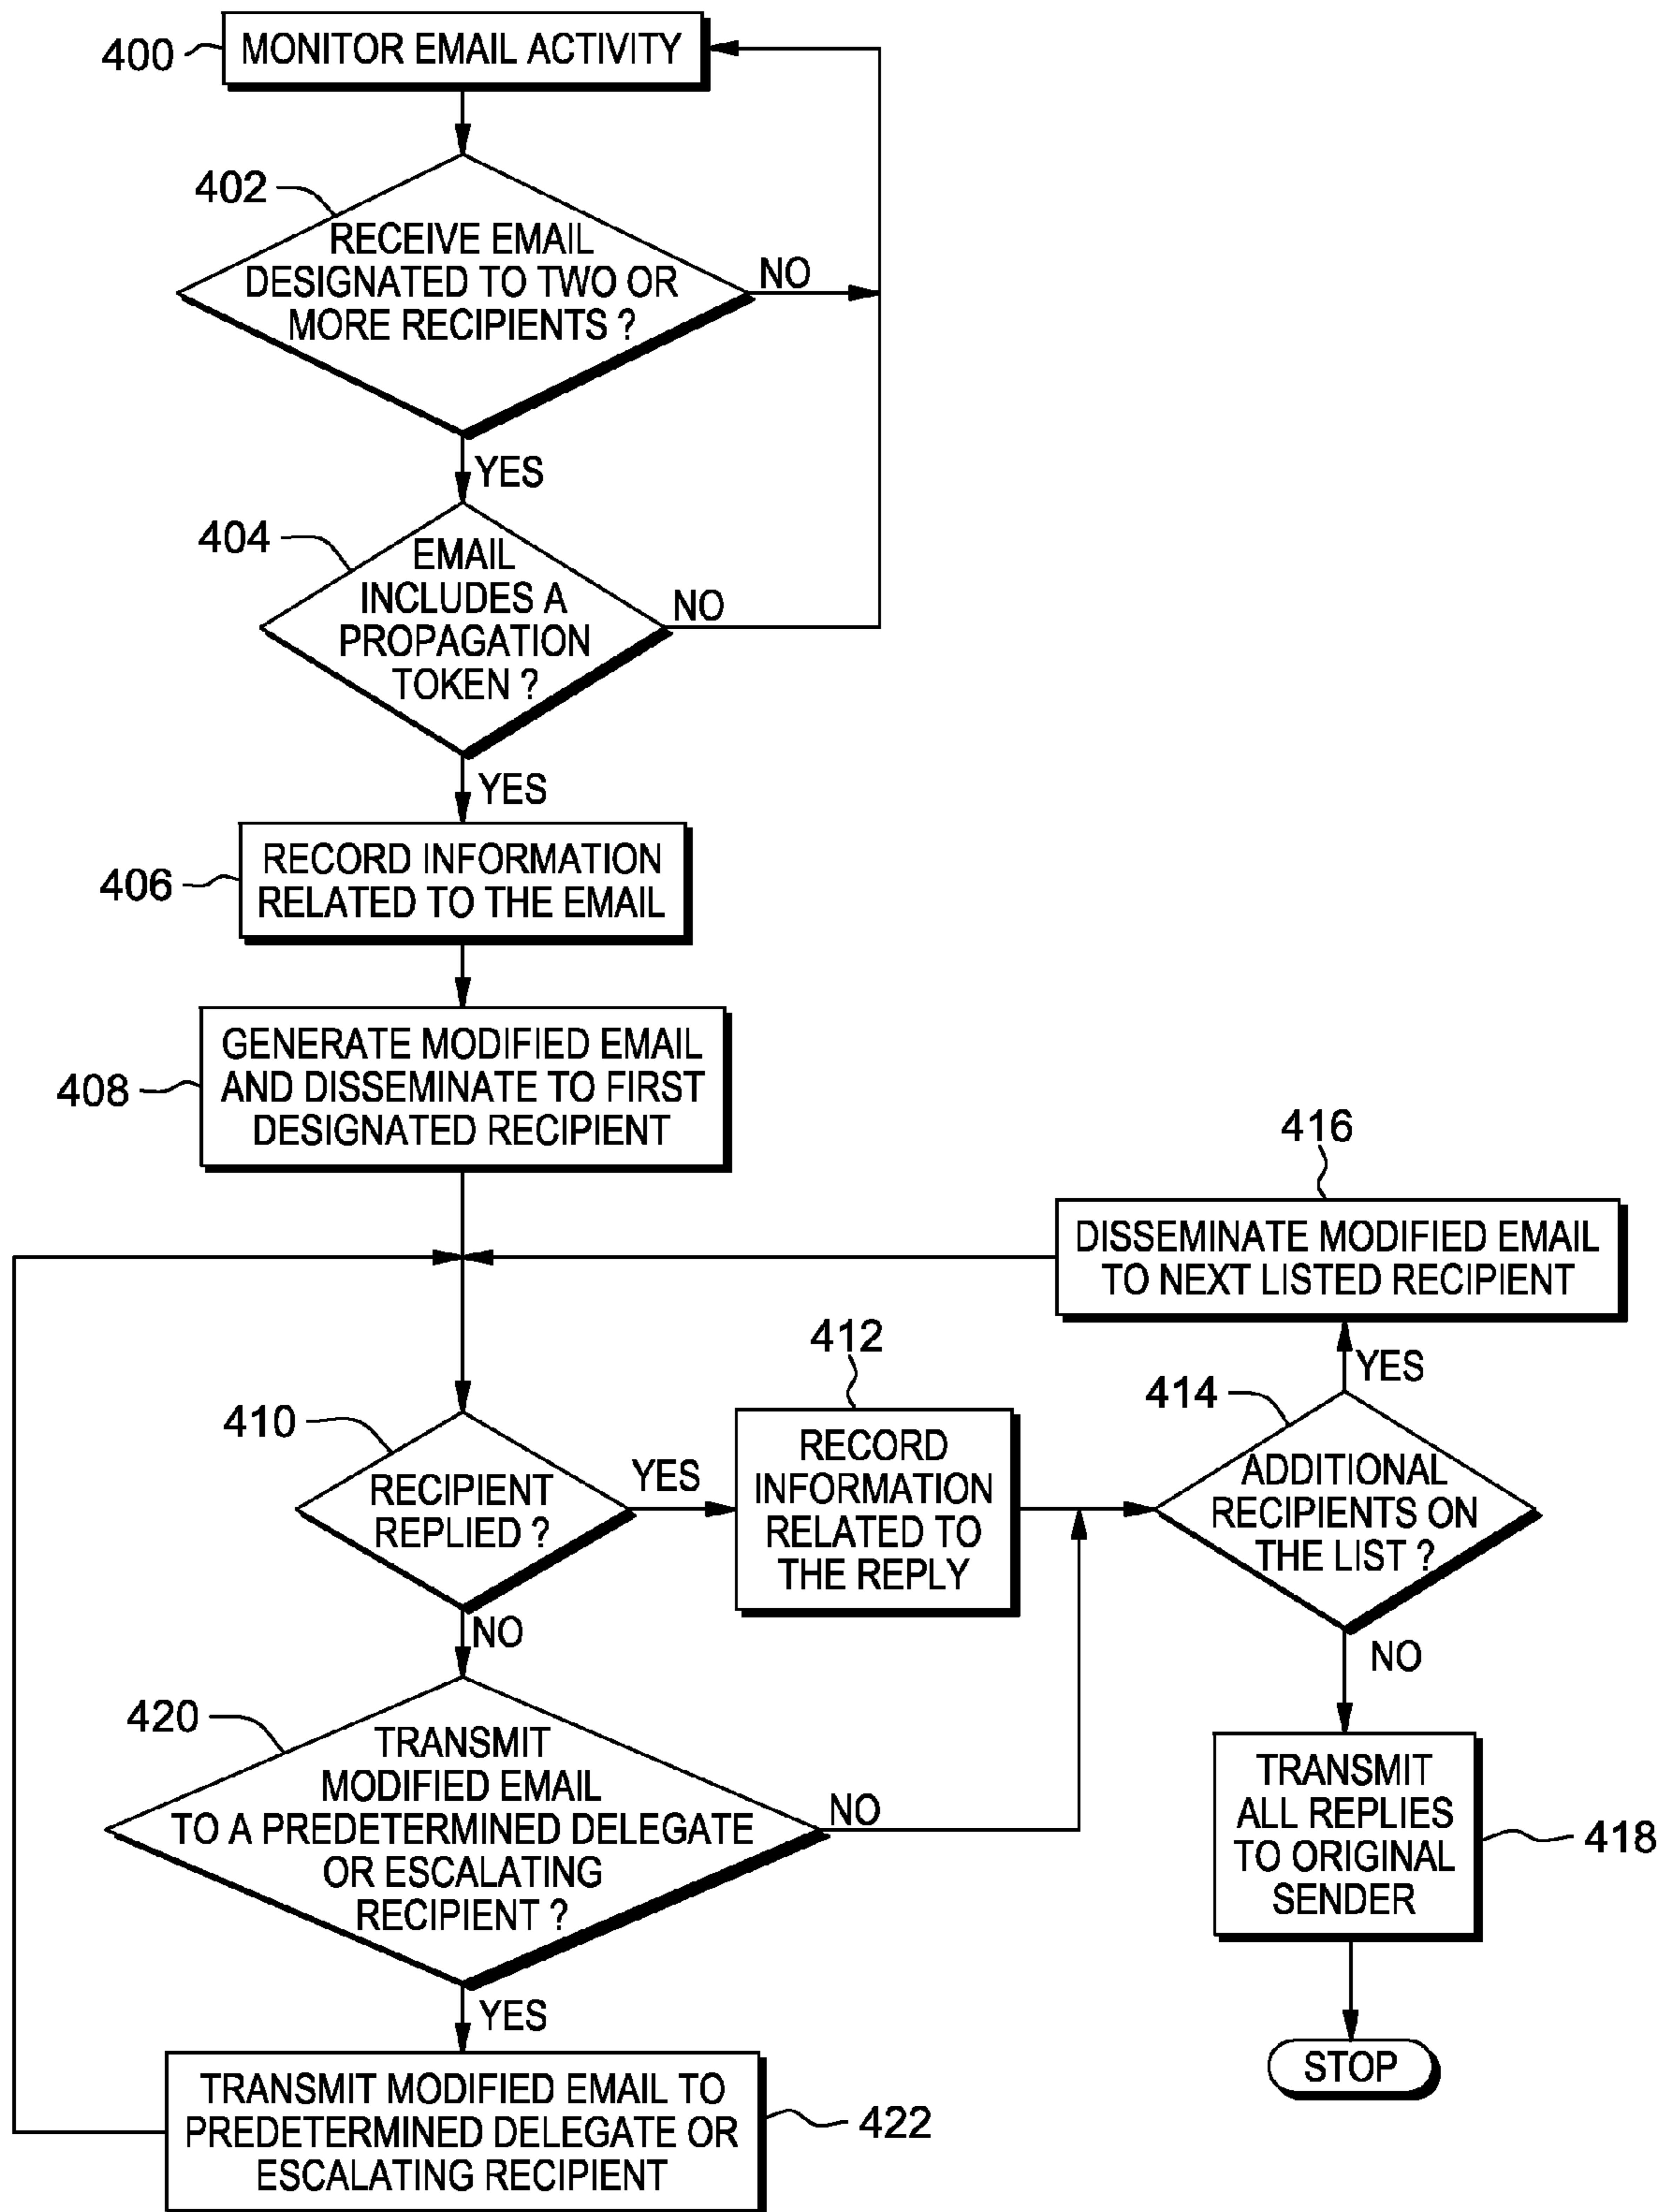 400
MONITOR EMAIL ACTIVITY
402
RECEIVE EMAIL
DESIGNATED TO TWO OR
MORE RECIPIENTS ?
NO
YES
404
EMAIL
INCLUDES A
PROPAGATION
TOKEN ?
NO
YES
406
RECORD INFORMATION
RELATED TO THE EMAIL
408
GENERATE MODIFIED EMAIL
AND DISSEMINATE TO FIRST
DESIGNATED RECIPIENT
416
DISSEMINATE MODIFIED EMAIL
TO NEXT LISTED RECIPIENT
410
RECIPIENT
REPLIED ?
YES
NO
412
RECORD
INFORMATION
RELATED TO
THE REPLY
414
YES
ADDITIONAL
RECIPIENTS ON
THE LIST ?
NO
420
TRANSMIT
MODIFIED EMAIL
TO A PREDETERMINED DELEGATE
OR ESCALATING
RECIPIENT ?
NO
YES
TRANSMIT
ALL REPLIES
TO ORIGINAL
SENDER
418
STOP
TRANSMIT MODIFIED EMAIL TO
PREDETERMINED DELEGATE OR
ESCALATING RECIPIENT
422